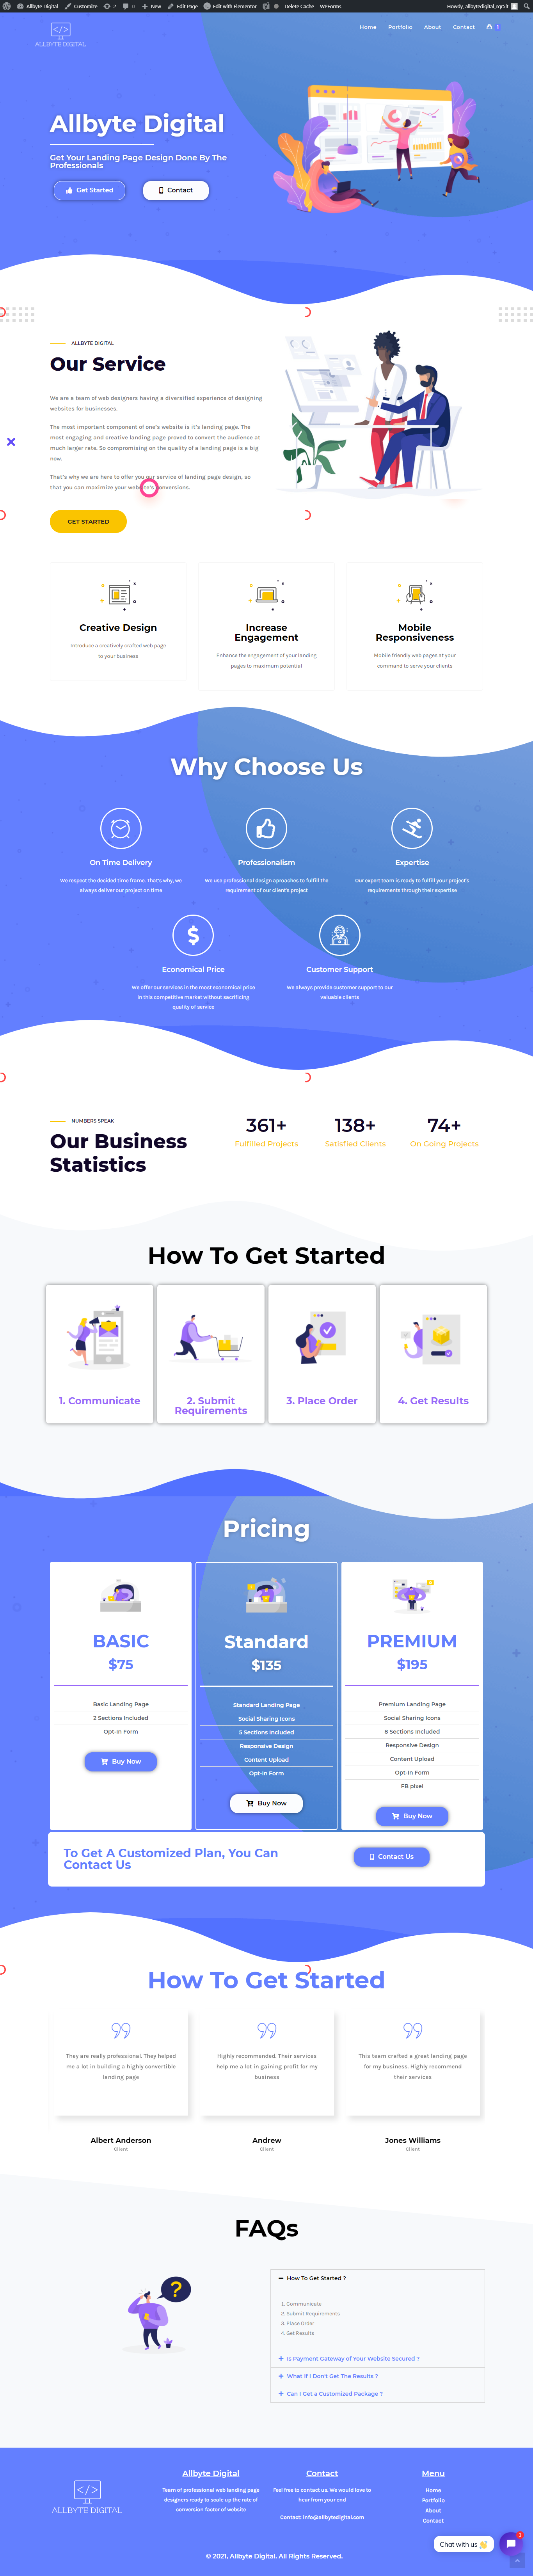 Allbyte Digital Customize 2 0 New Edit Page Edit with Elementor Delete Cache WPForms Howdy, allbytedigital_rqr5it
ALLBYTE DIGITAL
Home Portfolio About Contact
Allbyte Digital
Get Your Landing Page Design Done By The
Professionals
Get Started Contact
ALLBYTE DIGITAL
Our Service
We are a team of web designers having a diversified experience of designing
websites for businesses.
The most important component of one's website is it's landing page. The
most engaging and creative landing page proved to convert the audience at
much larger rate. So compromising on the quality of a landing page is a big
now.
That's why we are here to offer you our service of landing page design, so
that you can maximize your conversions.
GET STARTED
Creative Design
Introduce a creatively crafted web page
to your business
Increase
Engagement
Enhance the engagement of your landing
pages to maximum potential
Mobile
Responsiveness
Mobile friendly web pages at your
command to serve your clients
Why Choose Us
On Time Delivery
We respect the decided time frame. That's why, we
always deliver our project on-time
Professionalism
We use professional design aproaches to fulfill the
requirement of our client's project
Expertise
Our expert team is ready to fulfill your project's
requirements through their expertise
Economical Price
We offer our services in the most economical price
in this competitive market without sacrificing
quality of service
Customer Support
We always provide customer support to our
valuable clients
NUMBERS SPEAK
Our Business
Statistics
361+
Fulfilled Projects
138+
Satisfied Clients
74+
On Going Projects
How To Get Started
1. Communicate
2. Submit
Requirements
3. Place Order
4. Get Results
Pricing
BASIC
$75
Basic Landing Page
2 Sections Included
Opt-in Form
Buy Now
Standard
$135
Standard Landing Page
Social Sharing Icons
5 Sections Included
Responsive Design
Content Upload
Opt-In Form
Buy Now
PREMIUM
$195
Premium Landing Page
Social Sharing Icons
8 Sections Included
Responsive Design
Content Upload
Opt-In Form
FB pixel
Buy Now
To Get A Customized Plan, You Can
Contact Us
Contact Us
How To Get Started
They are really professional. They helped
me a lot in building a highly convertible
landing page
Albert Anderson
Client
Highly recommended. Their services
help me a lot in gaining profit for my
business
Andrew
Client
This team crafted a great landing page
for my business. Highly recommend
their services
Jones Williams
Client
FAQs
?
How To Get Started ?
1. Communicate
2. Submit Requirements
3. Place Order
4. Get Results
Is Payment Gateway of Your Website Secured ?
What If I Don't Get The Results ?
Can I Get a Customized Package ?
ALLBYTE DIGITAL
Allbyte Digital
Team of professional web landing page
designers ready to scale up the rate of
conversion factor of website
Contact
Feel free to contact us. We would love to
hear from your end
Contact: info@allbytedigital.com
Menu
Home
Portfolio
About
Contact
Chat with us
1
© 2021, Allbyte Digital. All Rights Reserved.